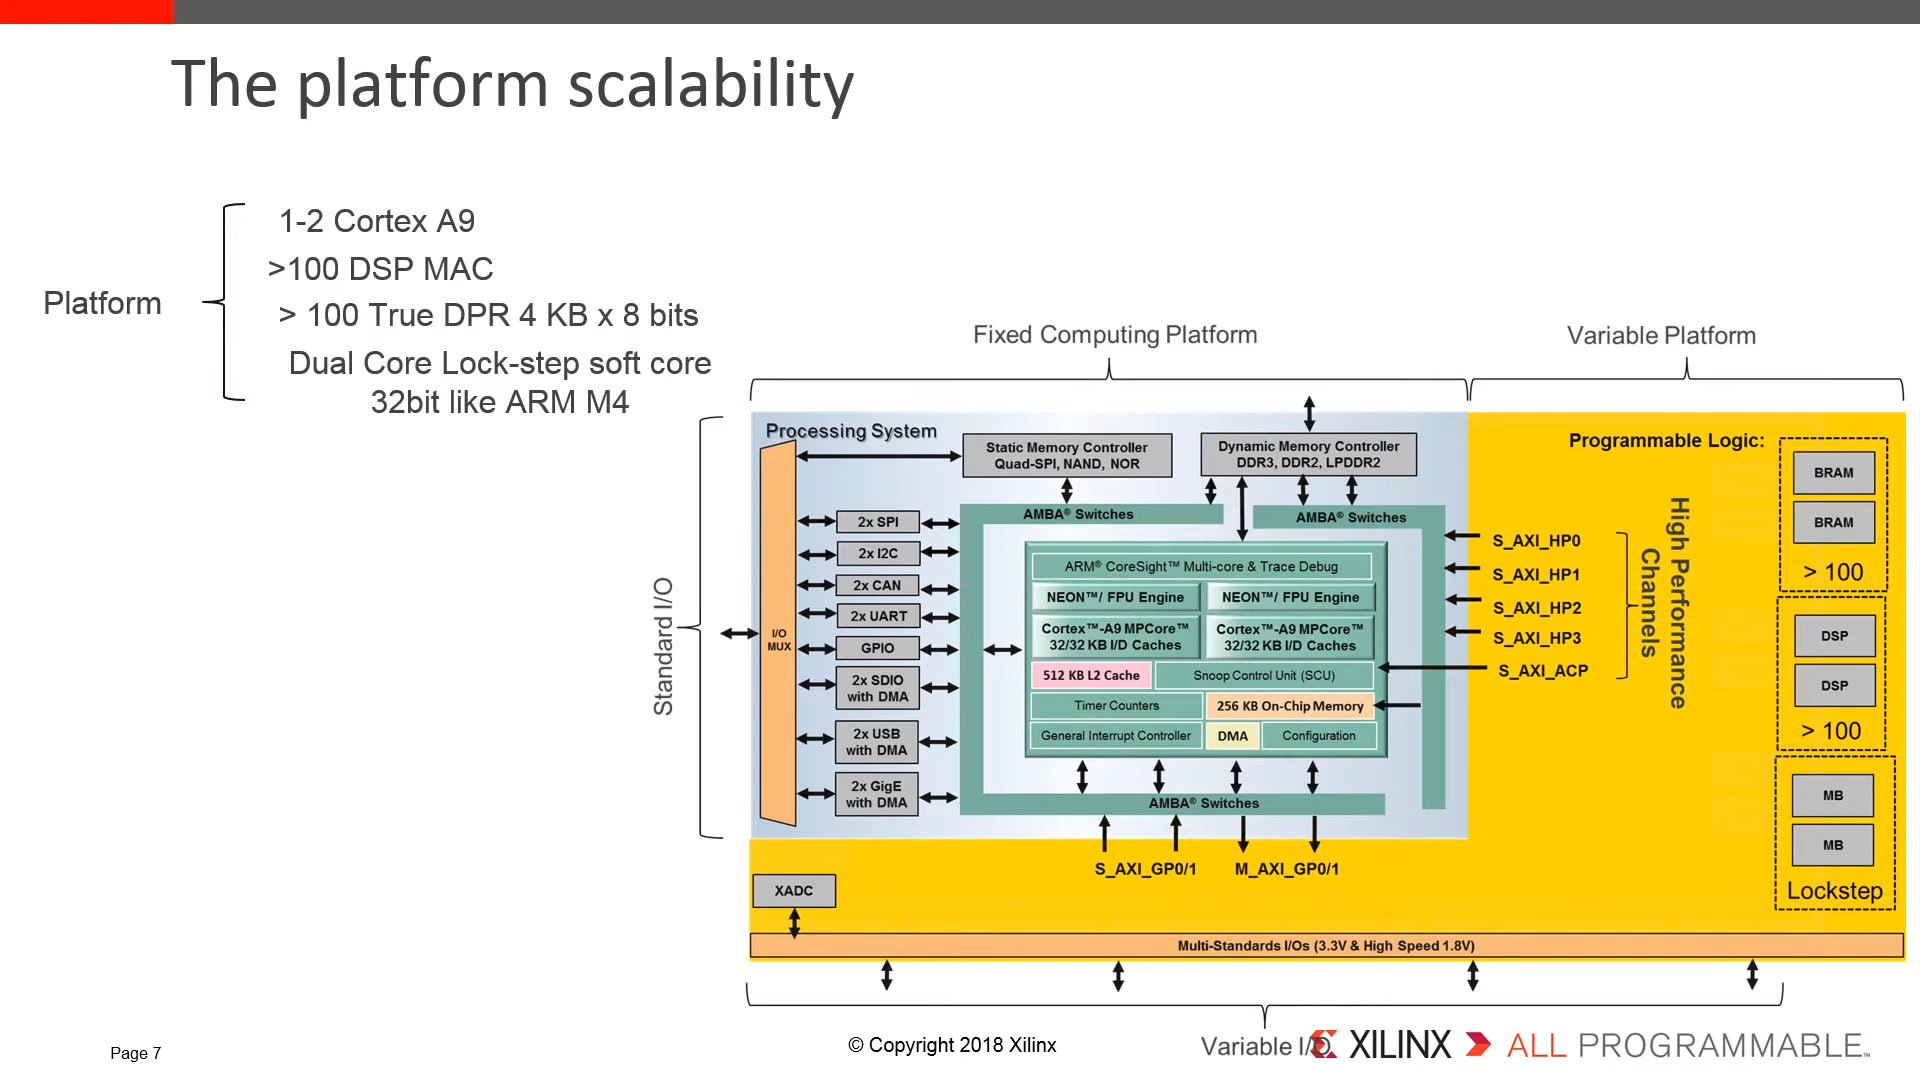 The platform scalability
Platform
1-2 Cortex A9
>100 DSP MAC
> 100 True DPR 4 KB x 8 bits
Dual Core Lock-step soft core
32bit like ARM M4
Fixed Computing Platform
Variable Platform
Standard I/O
Processing System
Static Memory Controller
Quad-SPI, NAND, NOR
Dynamic Memory Controller
DDR3, DDR2, LPDDR2
AMBA® Switches
AMBA® Switches
I/O
MUX
2x SPI
2x I2C
2x CAN
2x UART
GPIO
2x SDIO
with DMA
2x USB
with DMA
2x GigE
with DMA
ARM® CoreSight™ Multi-core & Trace Debug
NEON™/ FPU Engine
NEON™/ FPU Engine
Cortex™-A9 MPCore™
32/32 KB I/D Caches
Cortex™-A9 MPCore™
32/32 KB I/D Caches
512 KB L2 Cache
Snoop Control Unit (SCU)
Timer Counters
256 KB On-Chip Memory
General Interrupt Controller
DMA
Configuration
AMBA® Switches
S_AXI_GP0/1
M_AXI_GP0/1
Programmable Logic:
S_AXI_HP0
S_AXI_HP1
S_AXI_HP2
S_AXI_HP3
S_AXI_ACP
High Performance
Channels
BRAM
BRAM
> 100
DSP
DSP
> 100
MB
MB
Lockstep
XADC
Multi-Standards I/Os (3.3V & High Speed 1.8V)
Variable I/O
Page 7
© Copyright 2018 Xilinx
XILINX
ALL PROGRAMMABLE™